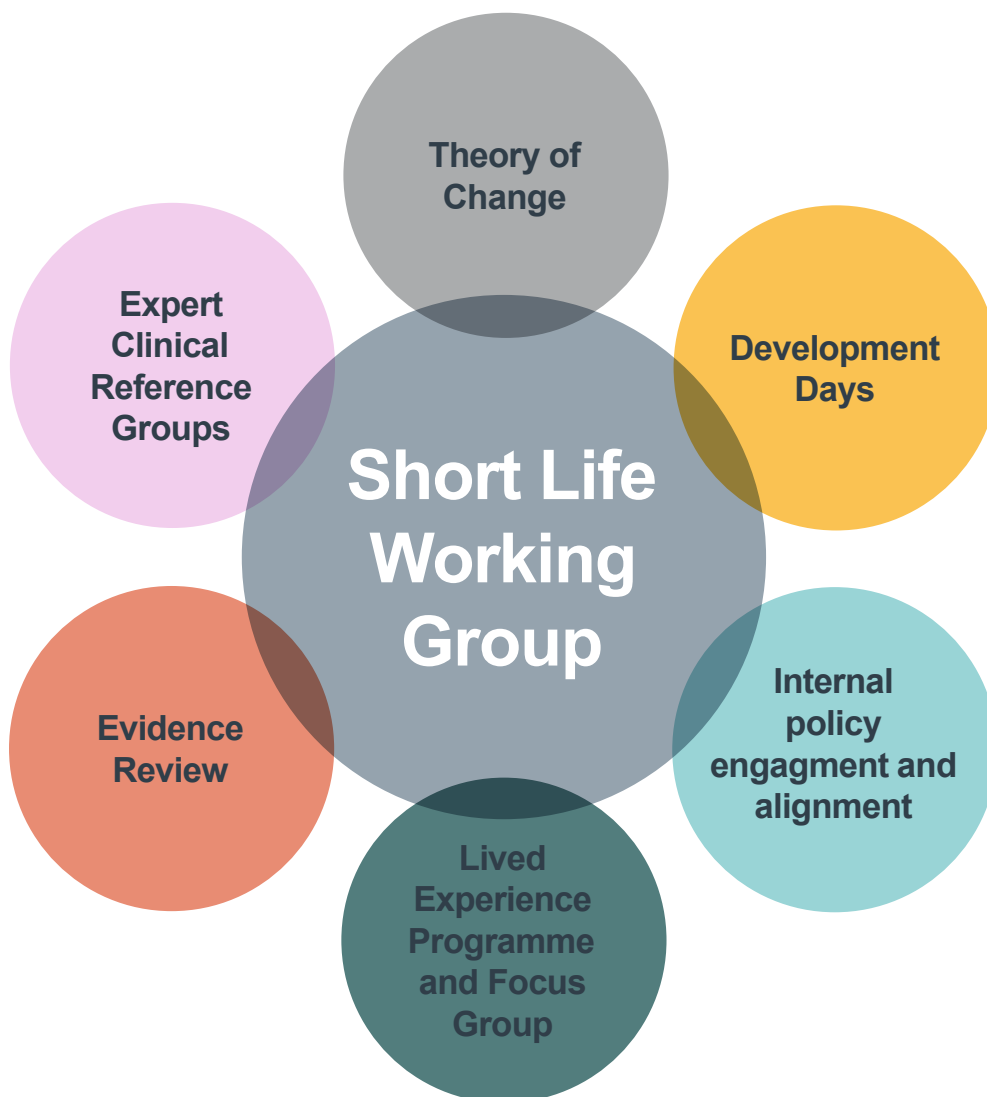 Theory of
Change
Expert
Clinical
Reference
Groups
Development
Days
Short Life
Working
Group
Evidence
Review
Internal
policy
engagment and
alignment
Lived
Experience
Programme
and Focus
Group